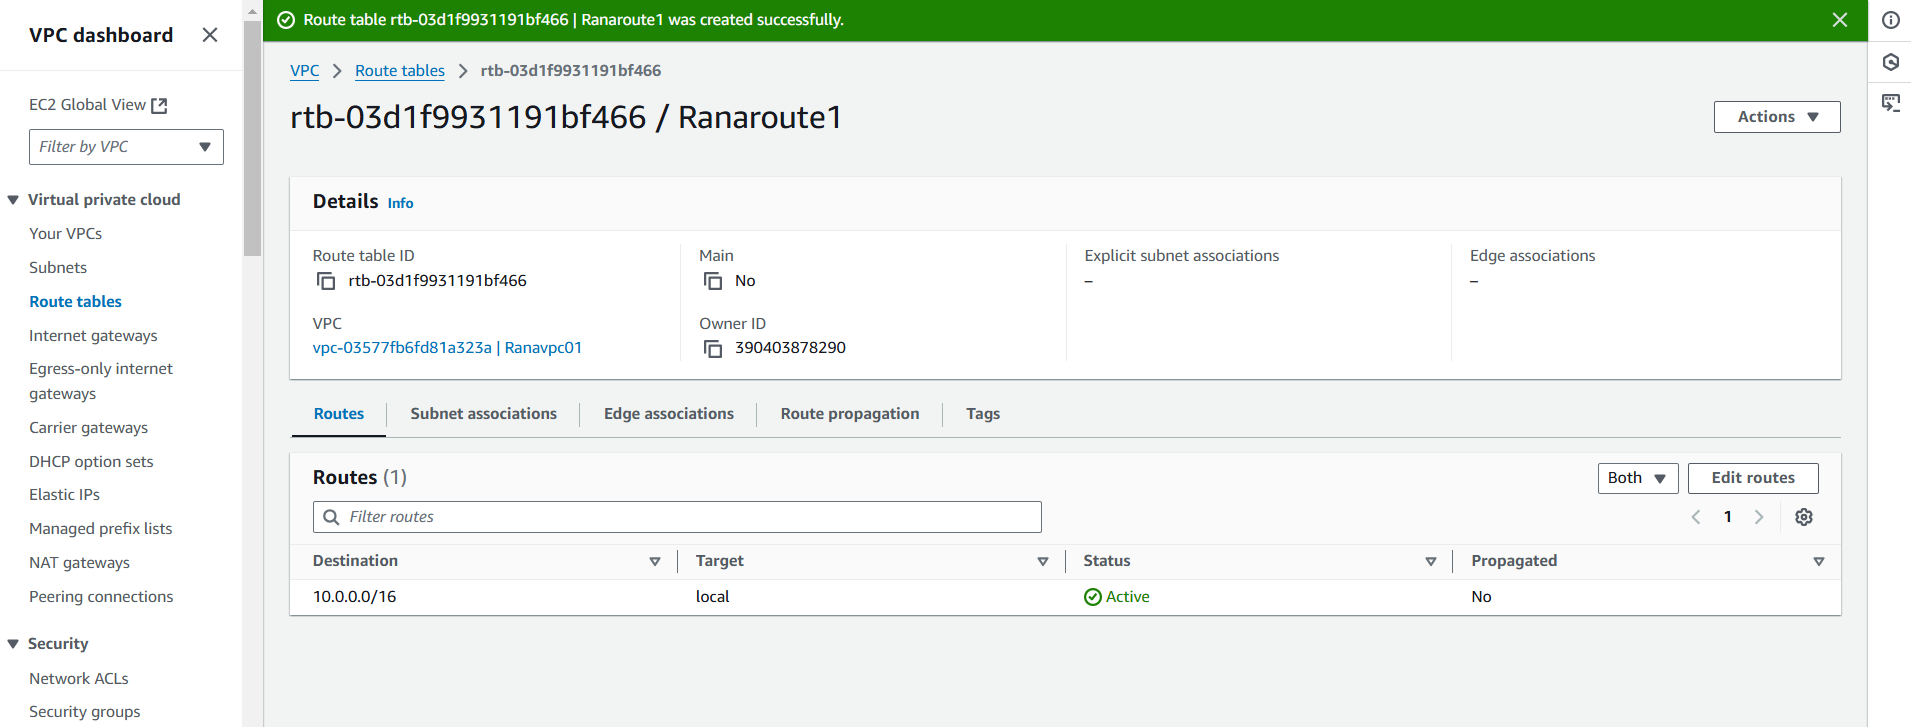 VPC dashboard
EC2 Global View
Filter by VPC
Virtual private cloud
Your VPCs
Subnets
Route tables
Internet gateways
Egress-only internet
gateways
Carrier gateways
DHCP option sets
Elastic IPs
Managed prefix lists
NAT gateways
Peering connections
Security
Network ACLs
Security groups
Route table rtb-03d1f9931191bf466 | Ranaroute1 was created successfully.
VPC > Route tables > rtb-03d1f9931191bf466
rtb-03d1f9931191bf466 / Ranaroute1
Actions
Details Info
Route table ID
rtb-03d1f9931191bf466
Main
No
Explicit subnet associations
–
Edge associations
–
VPC
vpc-03577fb6fd81a323a | Ranavpc01
Owner ID
390403878290
Routes Subnet associations Edge associations Route propagation Tags
Routes (1)
Both Edit routes
Filter routes
1
Destination Target Status Propagated
10.0.0.0/16 local Active No